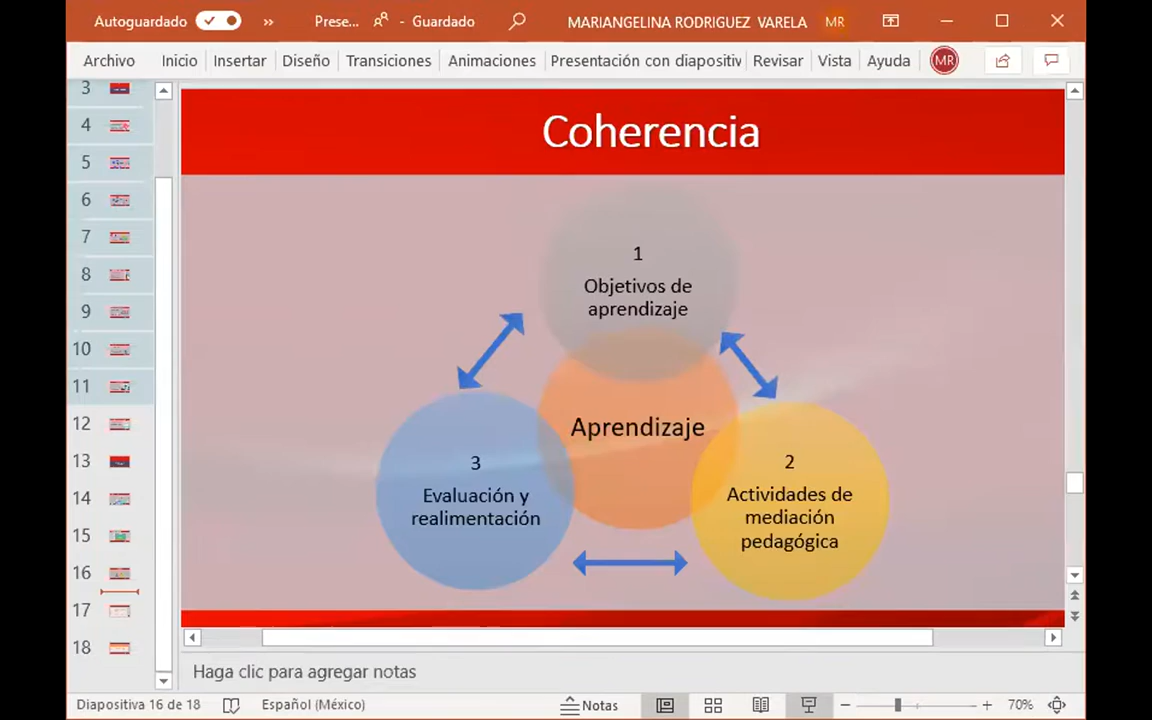 Autoguardado
Prese...
- Guardado
MARIANGELINA RODRIGUEZ VARELA
MR
Archivo
Inicio
Insertar
Diseño
Transiciones
Animaciones
Presentación con diapositiv
Revisar
Vista
Ayuda
MR
3
4
5
6
7
8
9
10
11
12
13
14
15
16
17
18
Coherencia
1
Objetivos de
aprendizaje
Aprendizaje
3
Evaluación y
realimentación
2
Actividades de
mediación
pedagógica
Haga clic para agregar notas
Diapositiva 16 de 18
Español (México)
Notas
70%